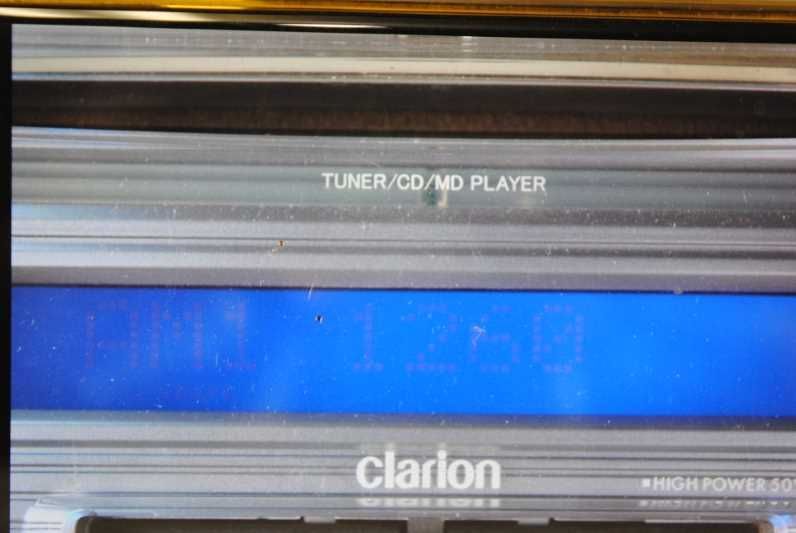 TUNER/CD/MD PLAYER
AM1 1260
clarion
▪HIGH POWER 50